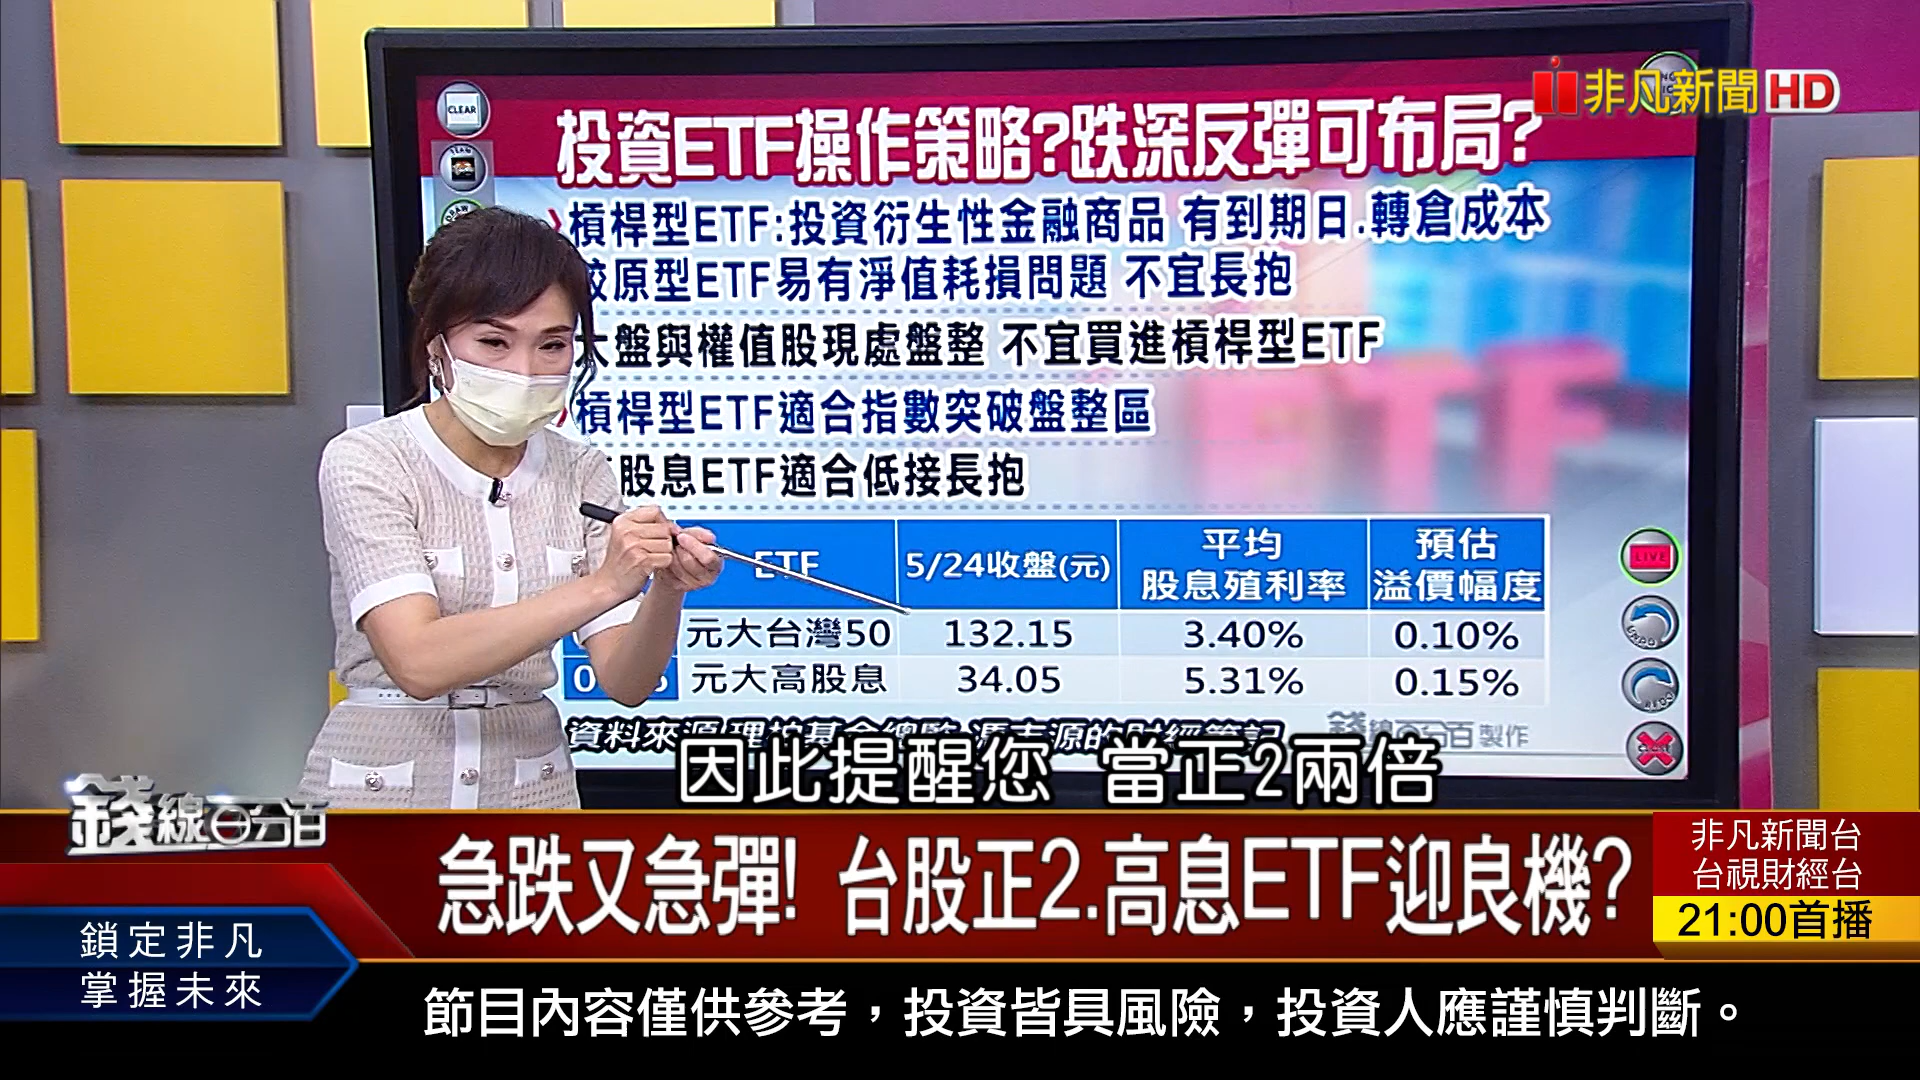 非凡新聞HD
CLEAR
投資ETF操作策略?跌深反彈可布局?
槓桿型ETF:投資衍生性金融商品 有到期日.轉倉成本
原型ETF易有淨值耗損問題 不宜長抱
大盤與權值股現處盤整 不宜買進槓桿型ETF
槓桿型ETF適合指數突破盤整區
股息ETF適合低接長抱
ETF 5/24收盤(元) 平均股息殖利率 預估溢價幅度
元大台灣50 132.15 3.40% 0.10%
元大高股息 34.05 5.31% 0.15%
LIVE
資料來源
錢線百分百 製作
因此提醒您 當正2兩倍
錢線百分百
急跌又急彈! 台股正2.高息ETF迎良機?
非凡新聞台
台視財經台
21:00首播
鎖定非凡
掌握未來
節目內容僅供參考，投資皆具風險，投資人應謹慎判斷。